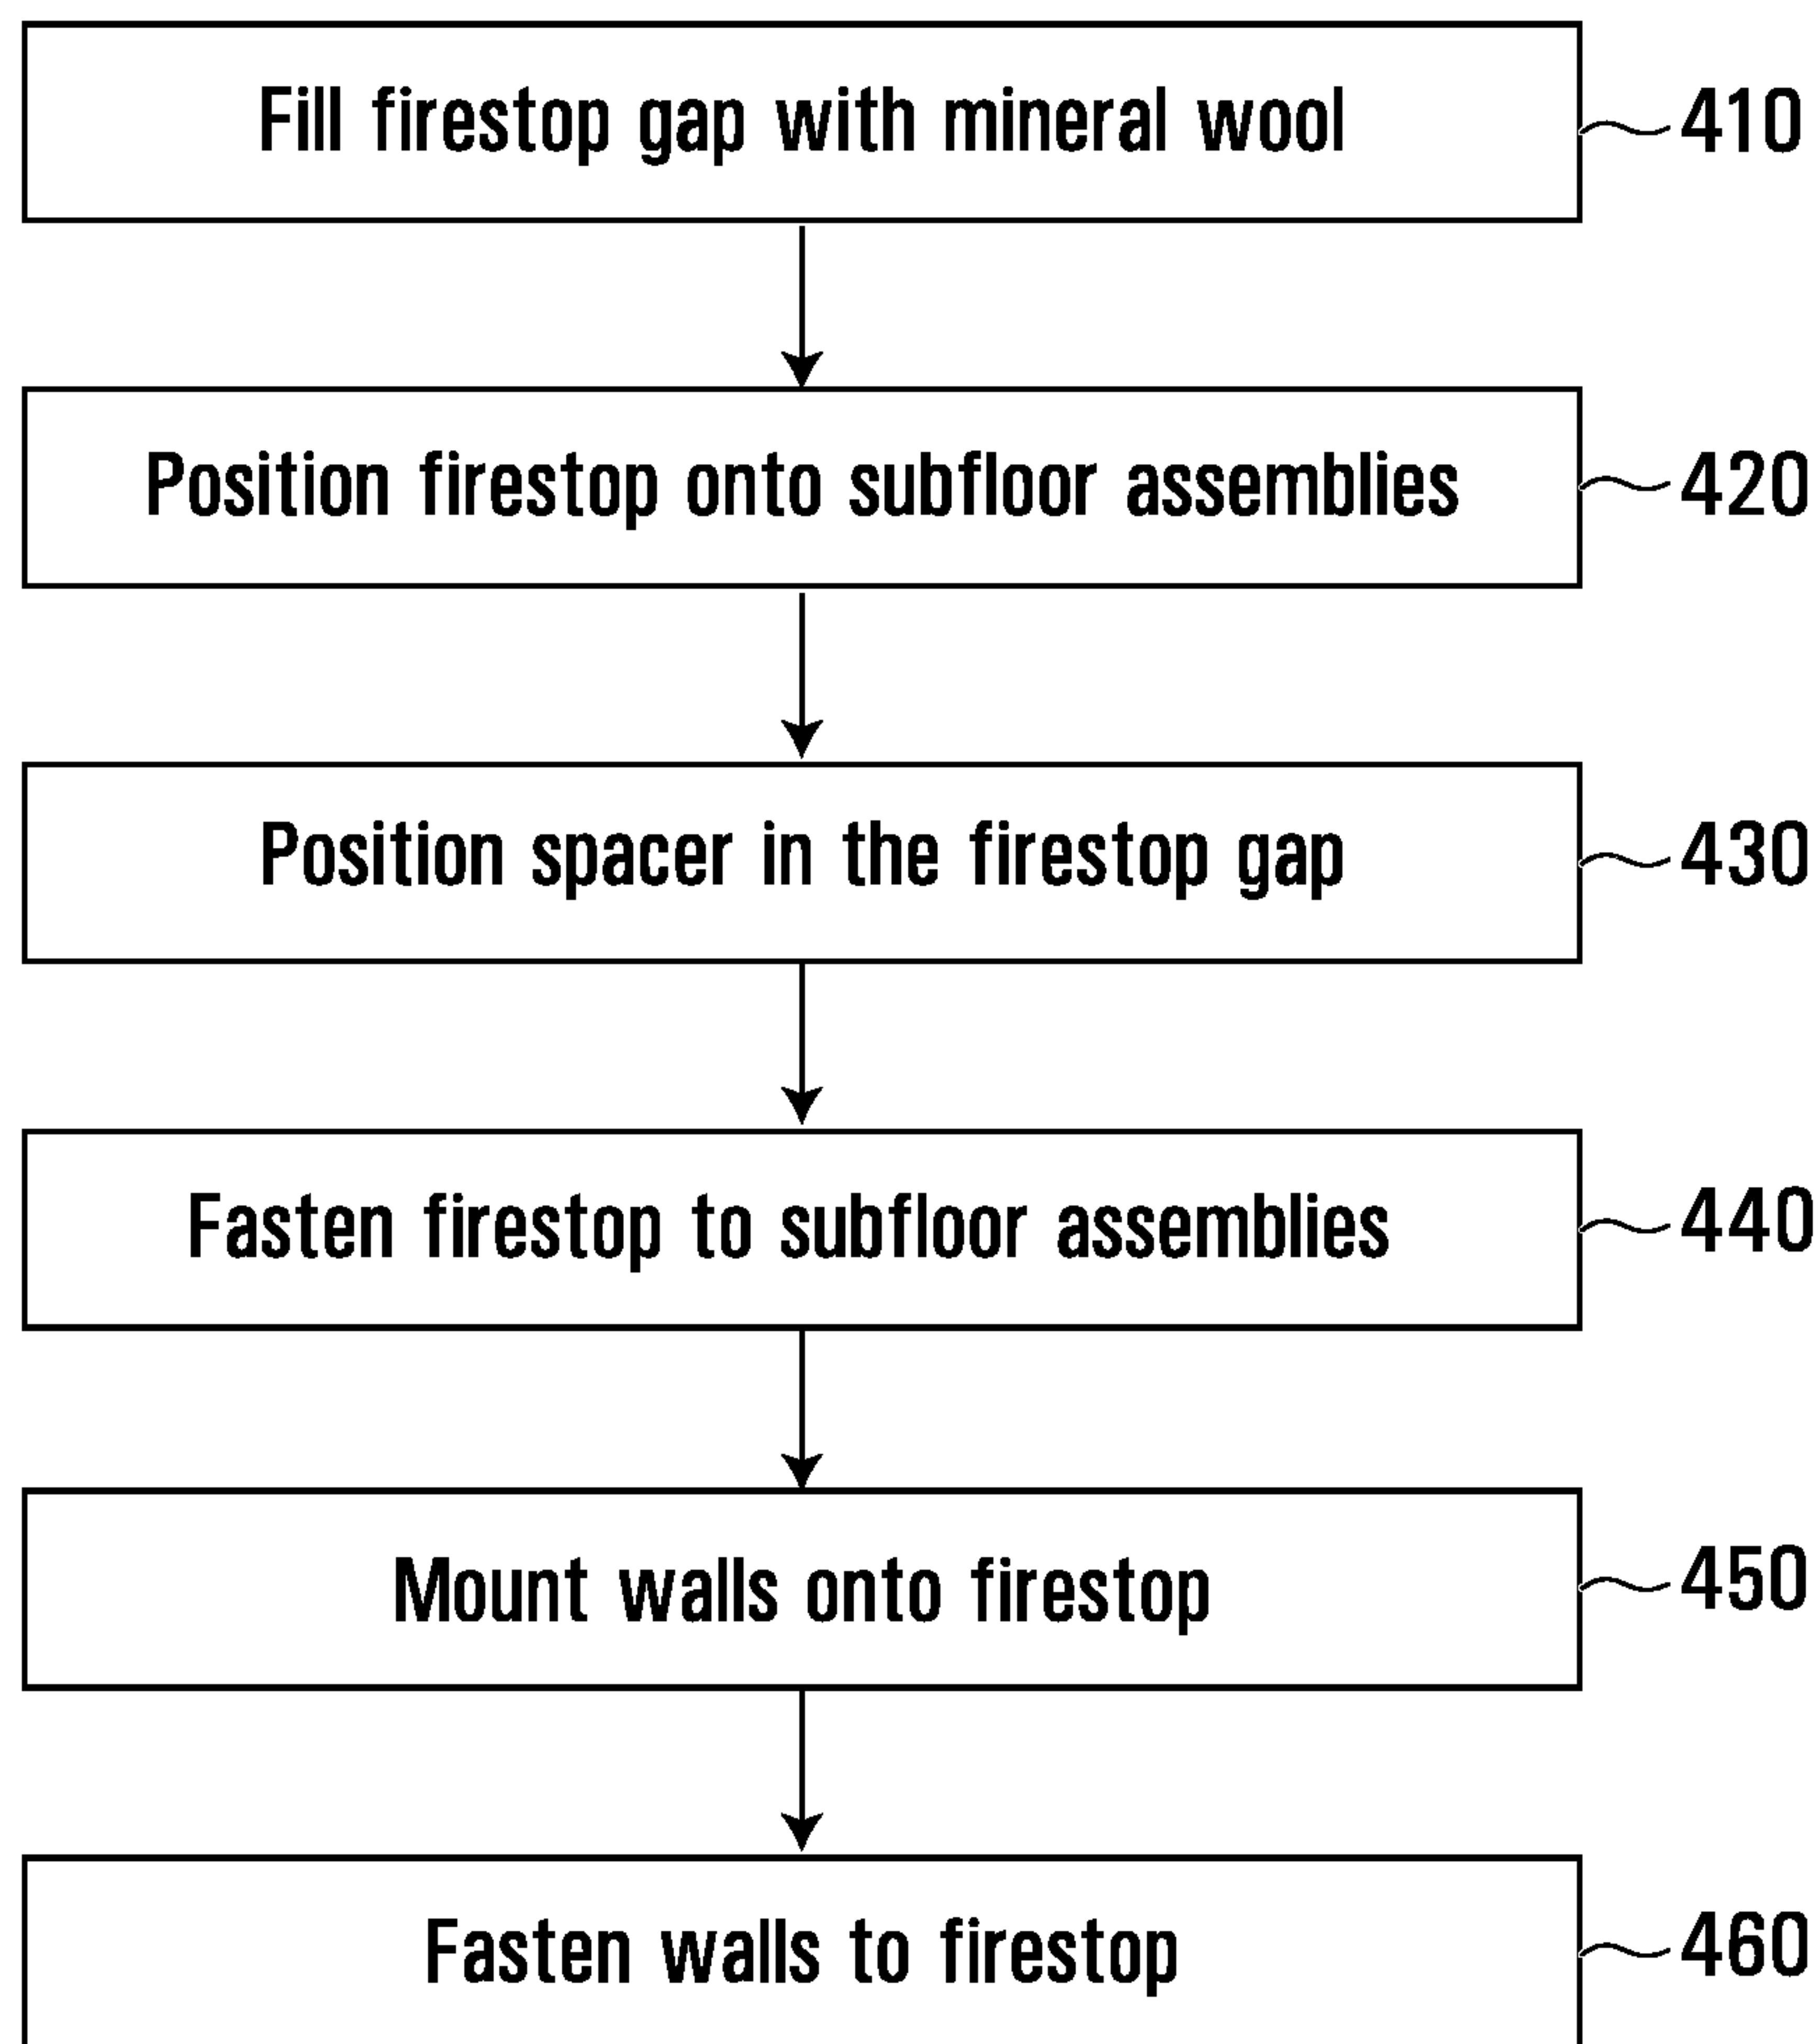 Fill firestop gap with mineral wool 410
Position firestop onto subfloor assemblies 420
Position spacer in the firestop gap 430
Fasten firestop to subfloor assemblies 440
Mount walls onto firestop 450
Fasten walls to firestop 460